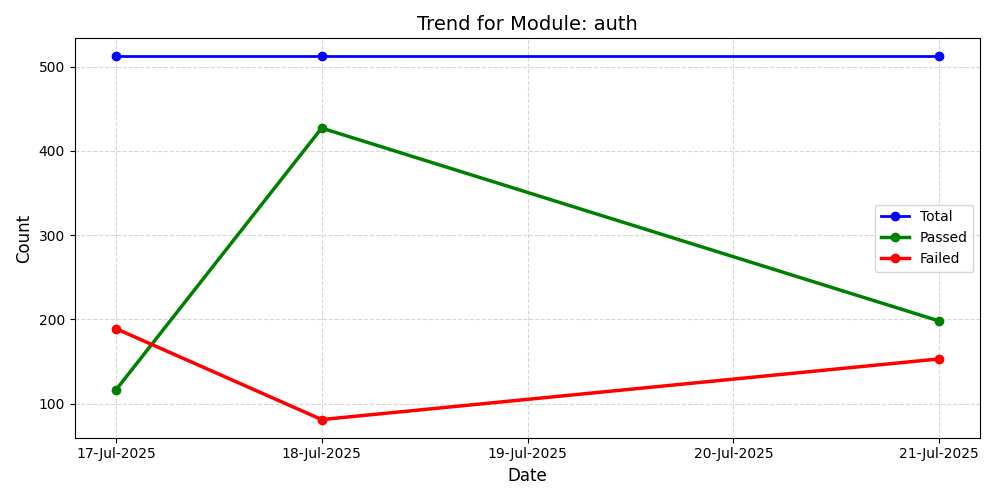 Trend for Module: auth
500
400
300
200
100
Count
Total
Passed
Failed
17-Jul-2025
18-Jul-2025
19-Jul-2025
20-Jul-2025
21-Jul-2025
Date